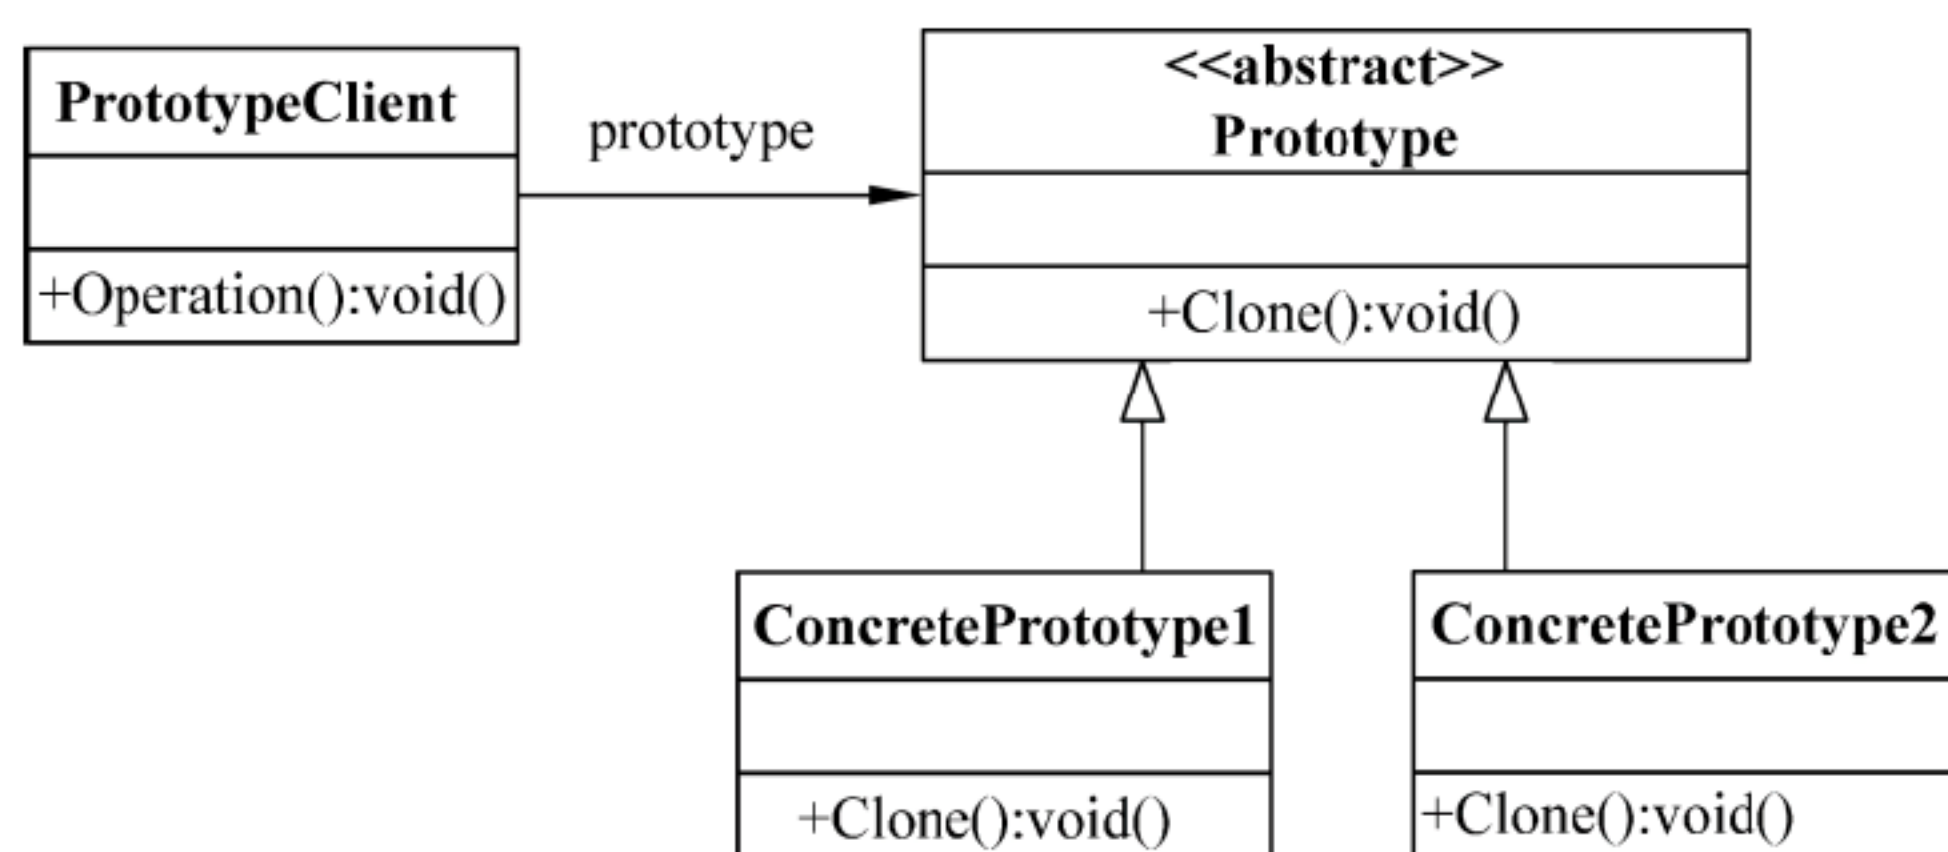 PrototypeClient
+Operation():void()
prototype
<<abstract>>
Prototype
+Clone():void()
ConcretePrototype1
+Clone():void()
ConcretePrototype2
+Clone():void()